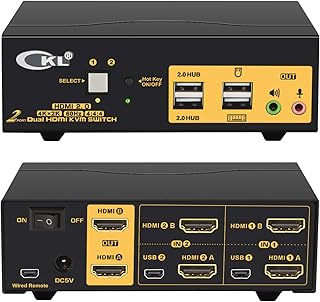 CKL®
1 2
SELECT
Hot Key
ON/OFF
2.0 HUB
OUT
2.0 HUB
HDMI 2.0
4K×2K 60Hz 4/4/4
2 PORT Dual HDMI KVM SWITCH
ON OFF
HDMI B
HDMI 2 B
HDMI 1 B
OUT
IN 2
IN 1
Wired Remote
DC5V
HDMI A
USB 2
HDMI 2 A
USB 1
HDMI 1 A